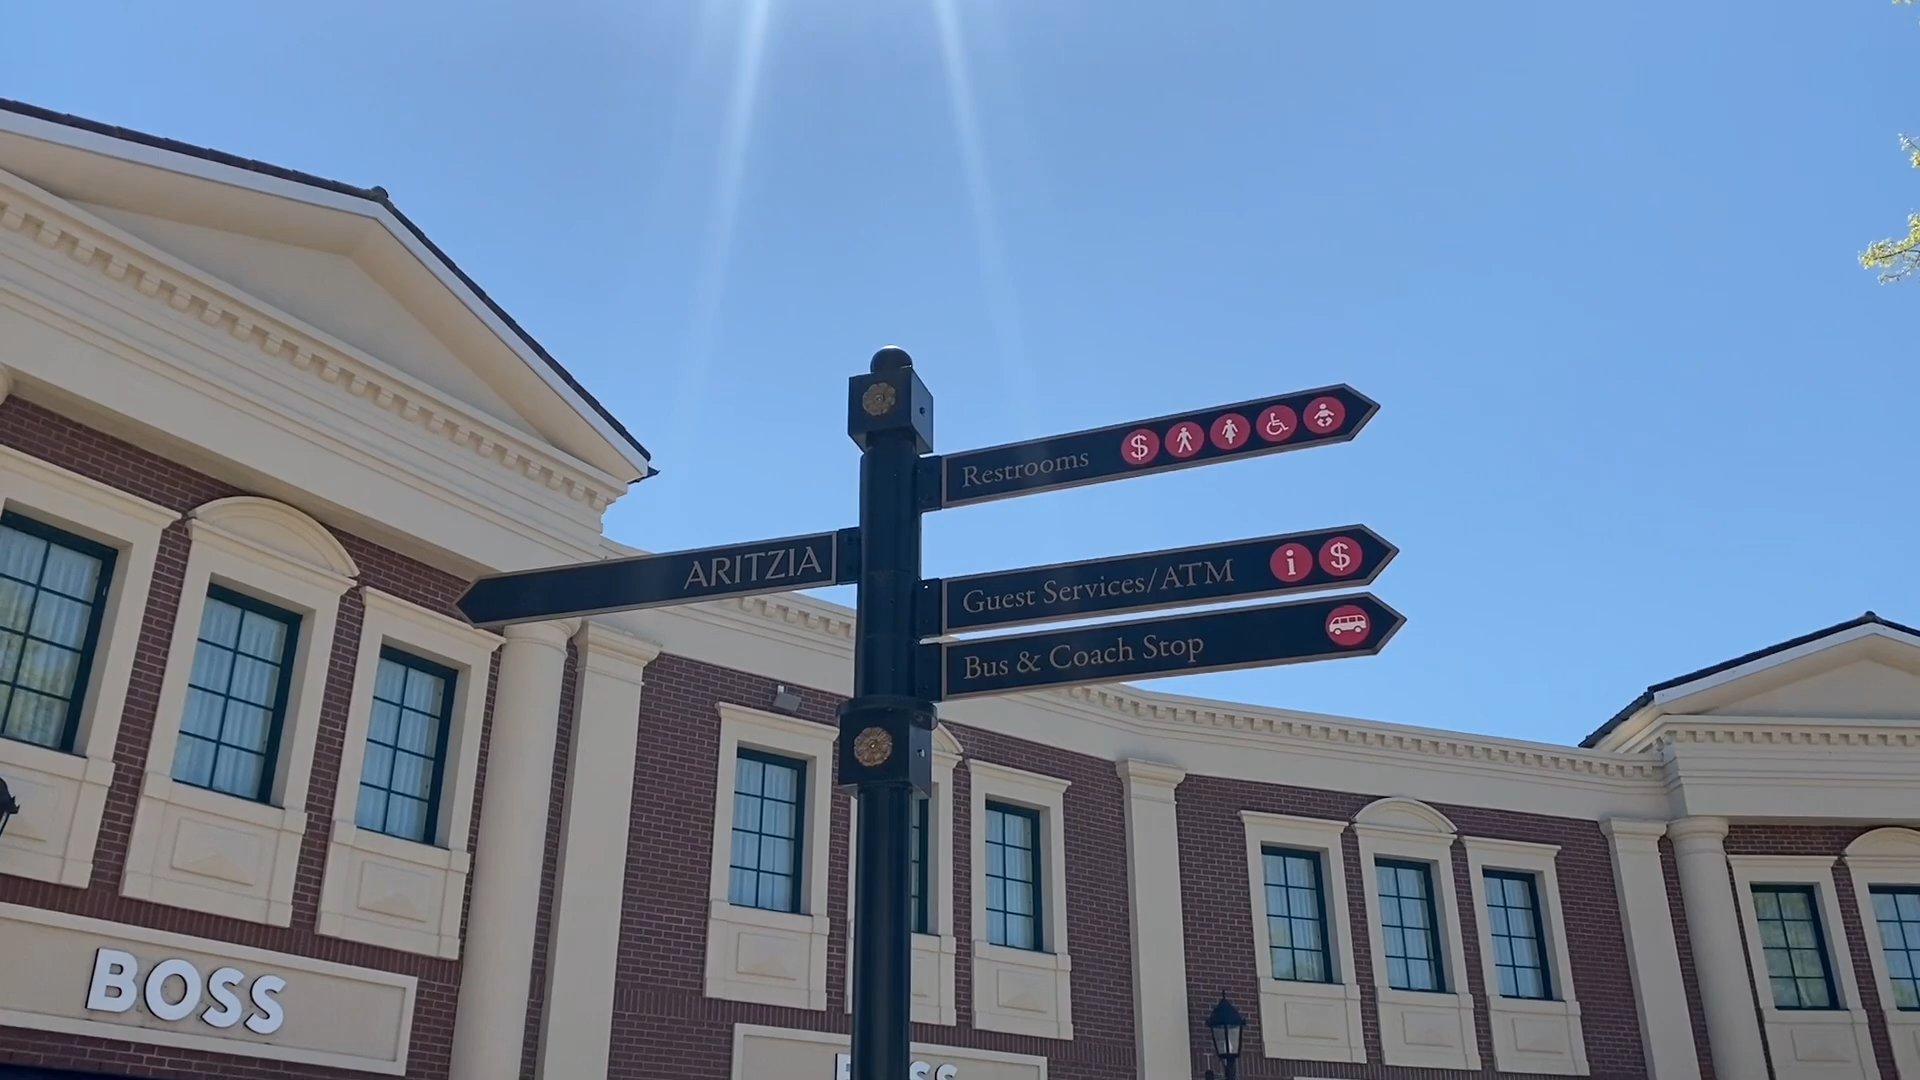 Restrooms $
ARITZIA
Guest Services/ATM i $
Bus & Coach Stop
BOSS